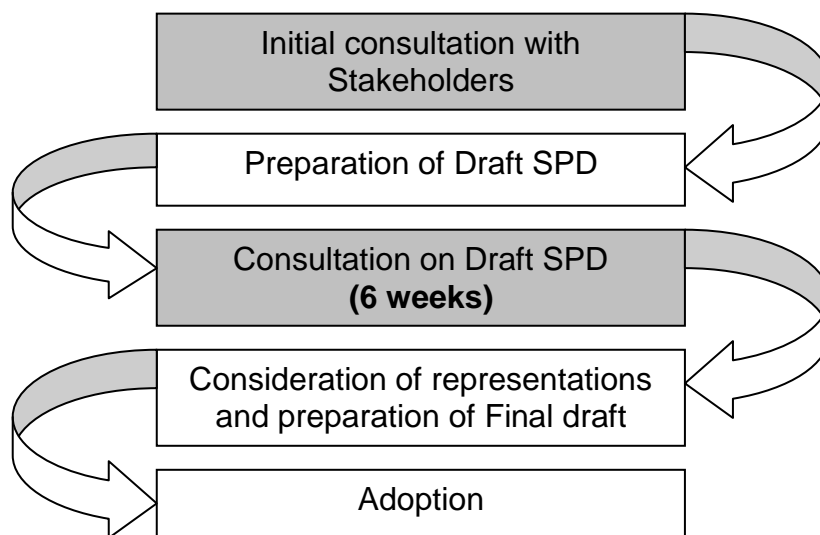 Initial consultation with
Stakeholders
Preparation of Draft SPD
Consultation on Draft SPD
(6 weeks)
Consideration of representations
and preparation of Final draft
Adoption